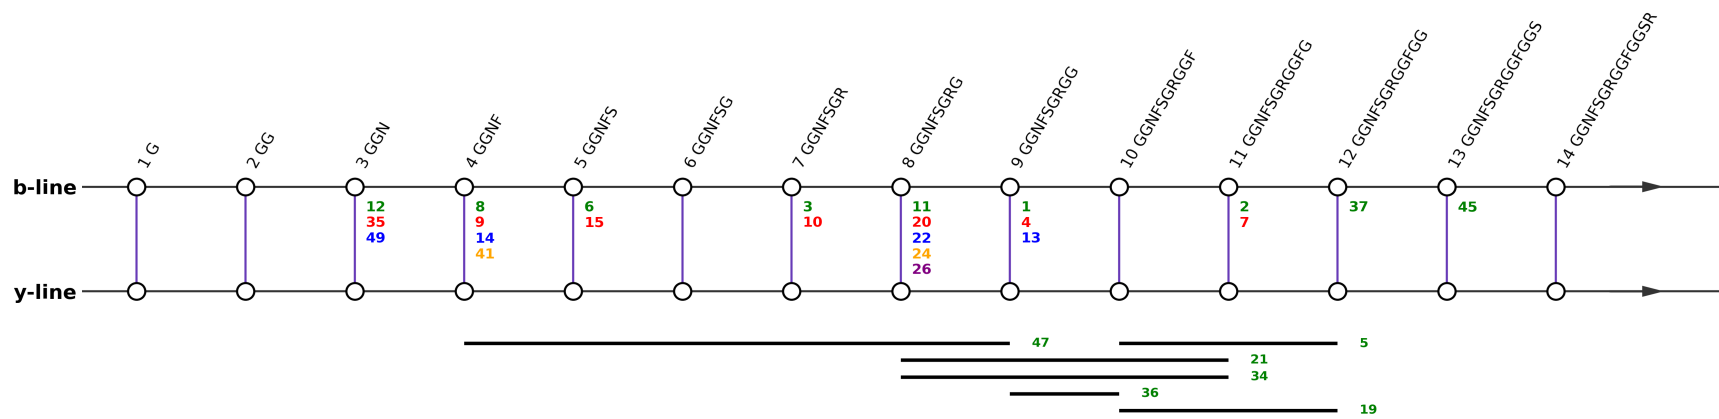 1 G
2 GG
3 GGN
4 GGNF
5 GGNFS
6 GGNFSG
7 GGNFSGR
8 GGNFSGRG
9 GGNFSGRGG
10 GGNFSGRGGF
11 GGNFSGRGGFG
12 GGNFSGRGGFGG
13 GGNFSGRGGFGGS
14 GGNFSGRGGFGGSR
b-line
12 8 6 3 11 1 2 37 45
35 9 15 10 20 4 7
49 14 22 13
41 24
26
y-line
47 5
21
34
36
19